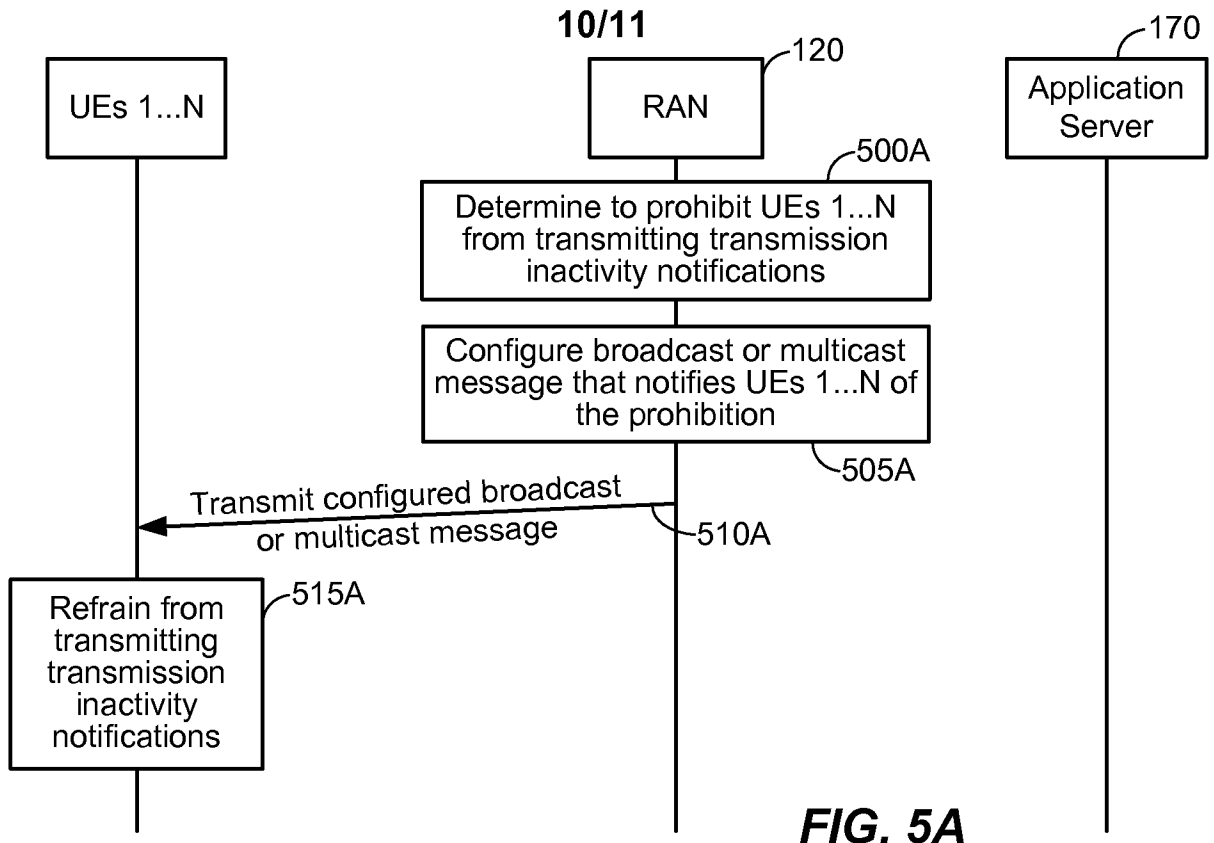 10/11
UEs 1...N
RAN
120
Application
Server
170
500A
Determine to prohibit UEs 1...N
from transmitting transmission
inactivity notifications
Configure broadcast or multicast
message that notifies UEs 1...N of
the prohibition
505A
Transmit configured broadcast
or multicast message
510A
515A
Refrain from
transmitting
transmission
inactivity
notifications
FIG. 5A